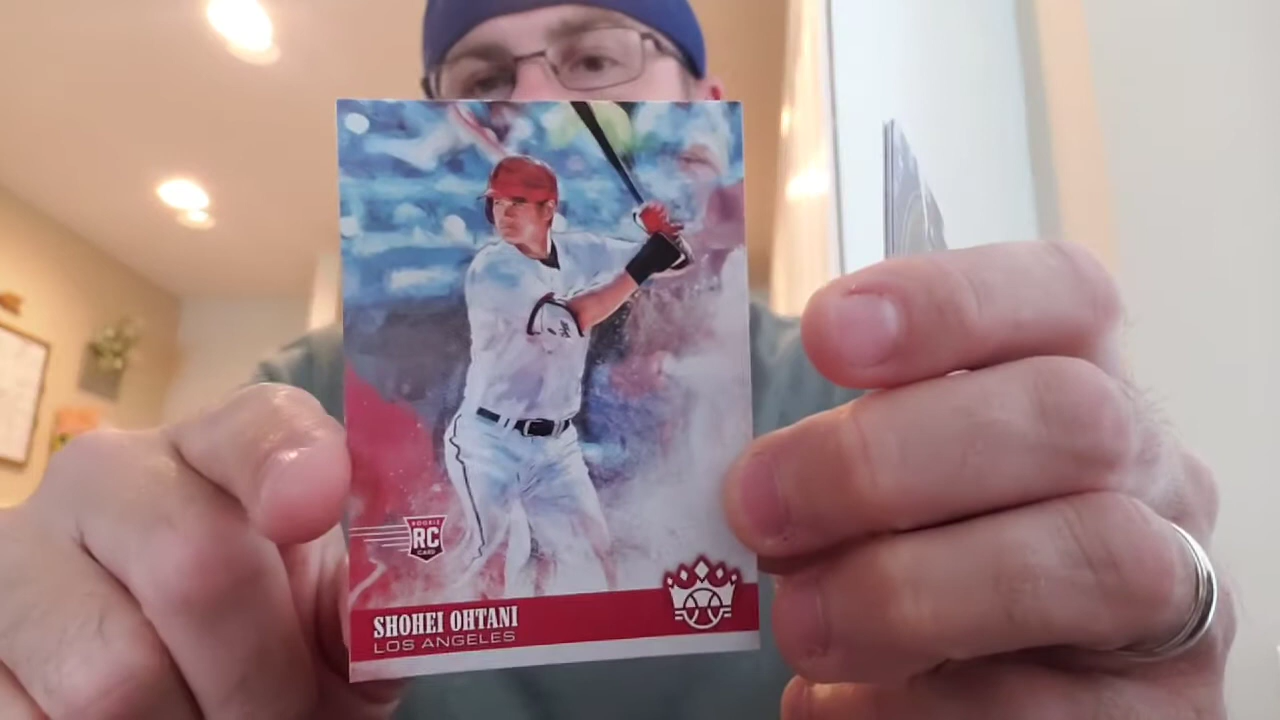 ROOKIE
RC
CARD
SHOHEI OHTANI
LOS ANGELES